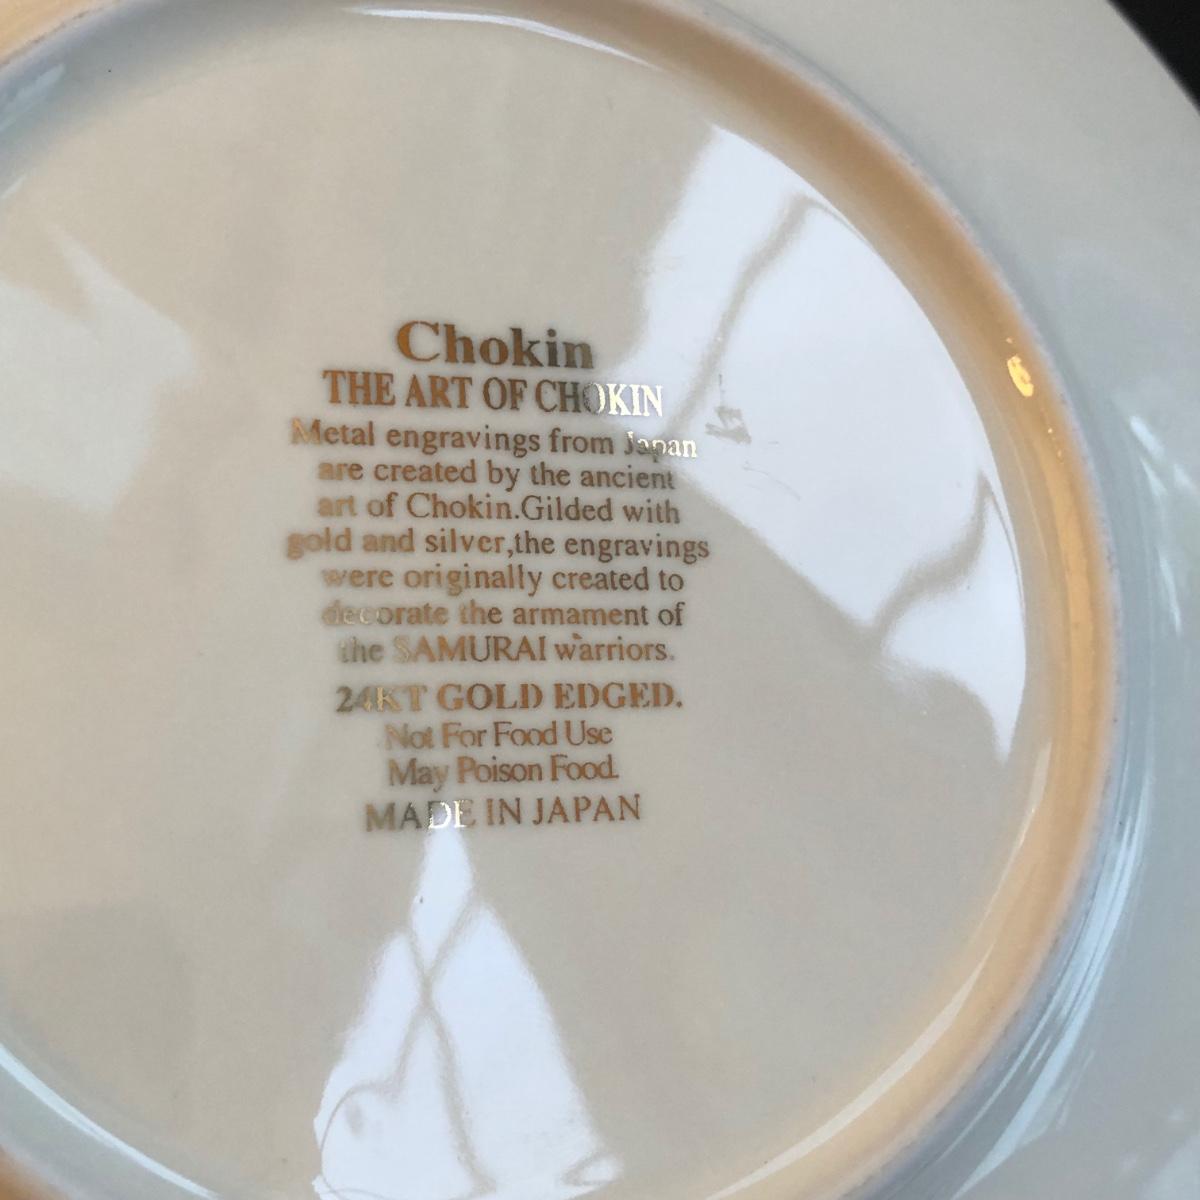 Chokin
THE ART OF CHOKIN
Metal engravings from Japan
are created by the ancient
art of Chokin.Gilded with
gold and silver,the engravings
were originally created to
decorate the armament of
the SAMURAI warriors.
24KT GOLD EDGED.
Not For Food Use
May Poison Food.
MADE IN JAPAN